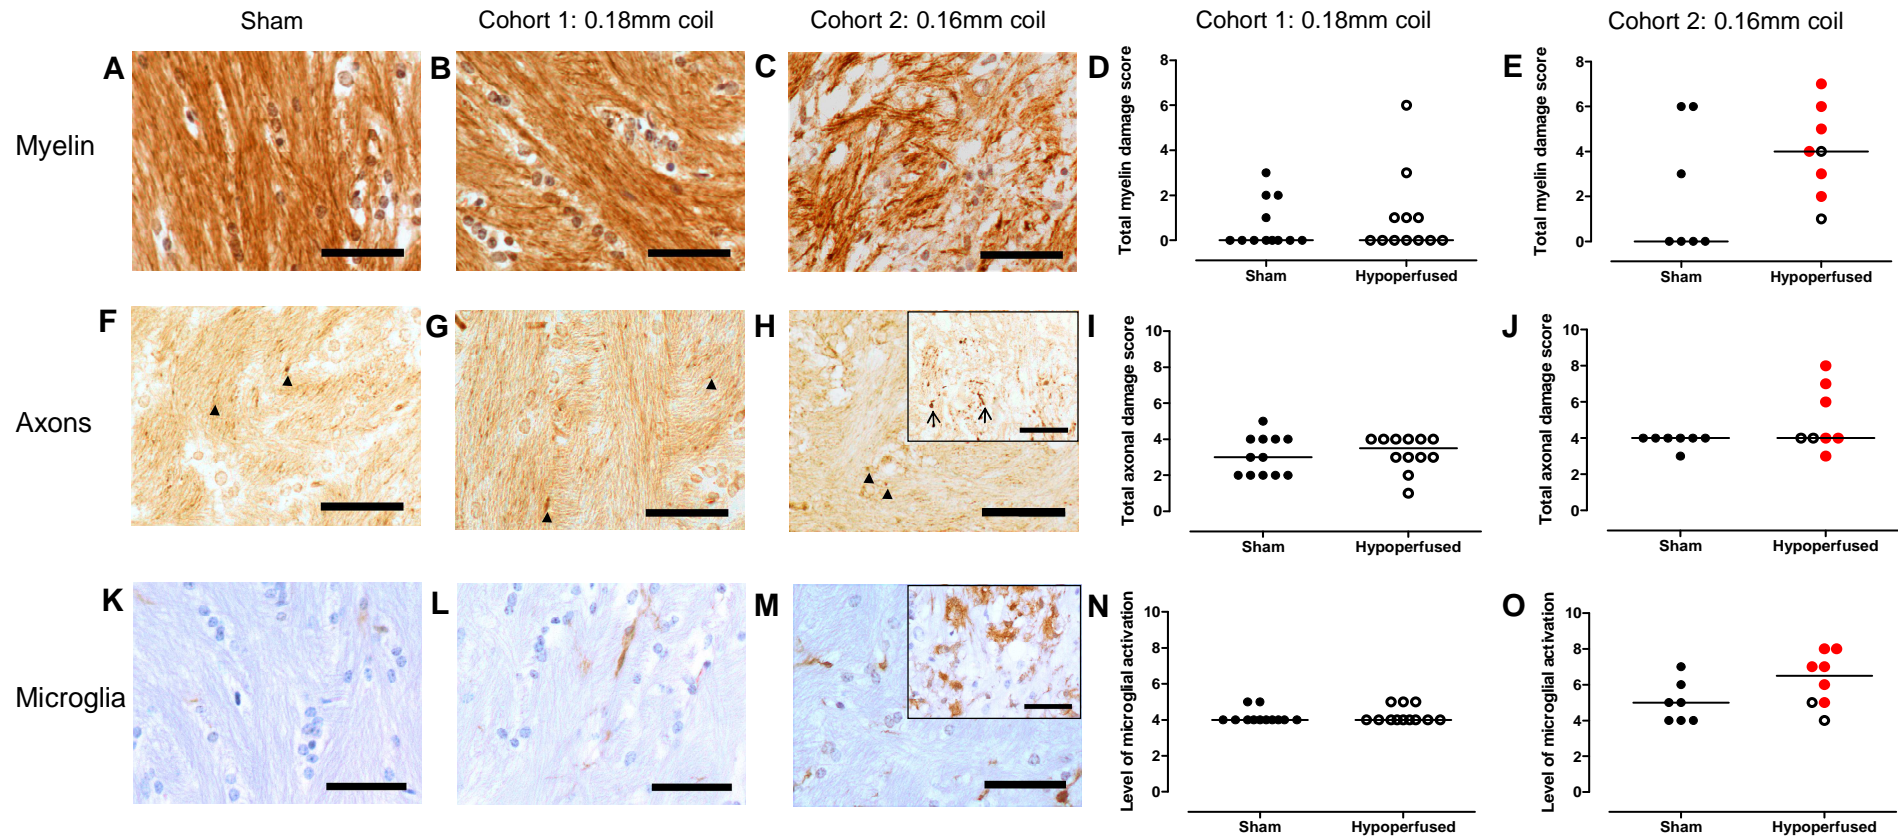 Sham
Cohort 1: 0.18mm coil
Cohort 2: 0.16mm coil
Cohort 1: 0.18mm coil
Cohort 2: 0.16mm coil
Myelin
A
B
C
D
Total myelin damage score
8
6
4
2
0
Sham
Hypoperfused
E
Total myelin damage score
8
6
4
2
0
Sham
Hypoperfused
Axons
F
G
H
I
Total axonal damage score
10
8
6
4
2
0
Sham
Hypoperfused
J
Total axonal damage score
10
8
6
4
2
0
Sham
Hypoperfused
Microglia
K
L
M
N
Level of microglial activation
10
8
6
4
2
0
Sham
Hypoperfused
O
Level of microglial activation
10
8
6
4
2
0
Sham
Hypoperfused